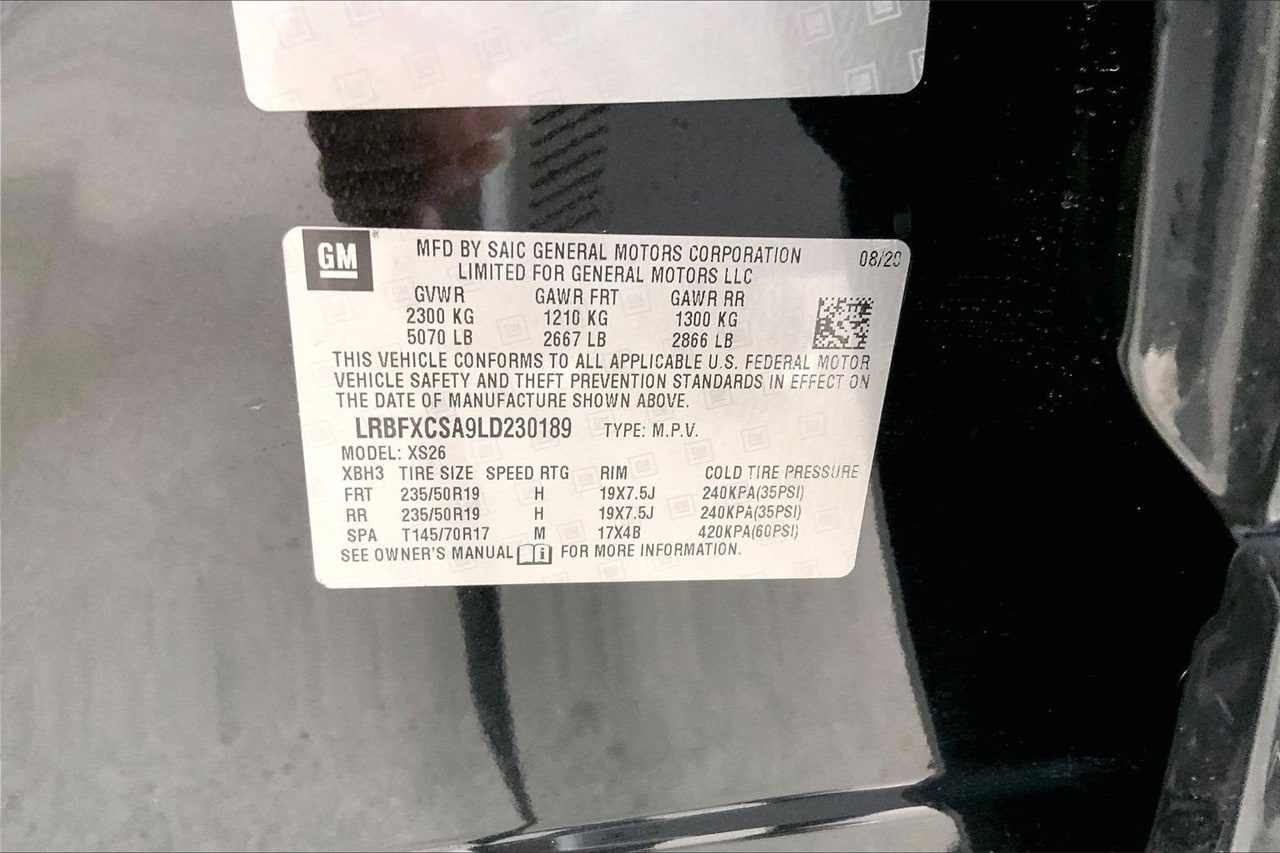 GM
MFD BY SAIC GENERAL MOTORS CORPORATION 08/20
LIMITED FOR GENERAL MOTORS LLC
GVWR GAWR FRT GAWR RR
2300 KG 1210 KG 1300 KG
5070 LB 2667 LB 2866 LB
THIS VEHICLE CONFORMS TO ALL APPLICABLE U.S. FEDERAL MOTOR
VEHICLE SAFETY AND THEFT PREVENTION STANDARDS IN EFFECT ON
THE DATE OF MANUFACTURE SHOWN ABOVE.
LRBFXCSA9LD230189 TYPE: M.P.V.
MODEL: XS26
XBH3 TIRE SIZE SPEED RTG RIM COLD TIRE PRESSURE
FRT 235/50R19 H 19X7.5J 240KPA(35PSI)
RR 235/50R19 H 19X7.5J 240KPA(35PSI)
SPA T145/70R17 M 17X4B 420KPA(60PSI)
SEE OWNER'S MANUAL FOR MORE INFORMATION.